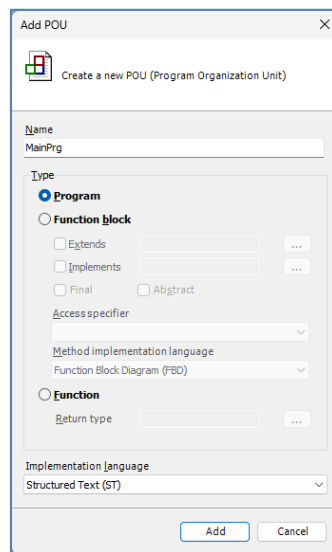 Add POU
Create a new POU (Program Organization Unit)
Name
MainPrg
Type
Program
Function block
Extends
...
Implements
...
Final Abstract
Access specifier
Method implementation language
Function Block Diagram (FBD)
Function
Return type
...
Implementation language
Structured Text (ST)
Add Cancel